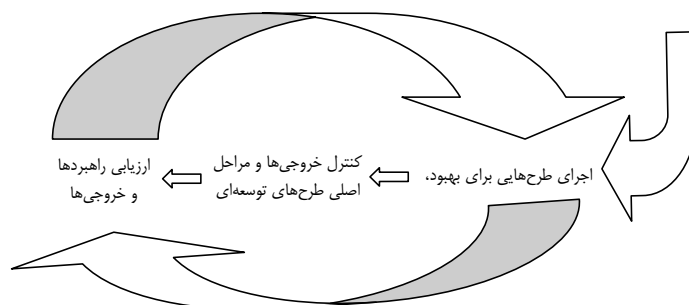 اجرای طرح‌هایی برای بهبود،
کنترل خروجی‌ها و مراحل
اصلی طرح‌های توسعه‌ای
ارزیابی راهبردها
و خروجی‌ها